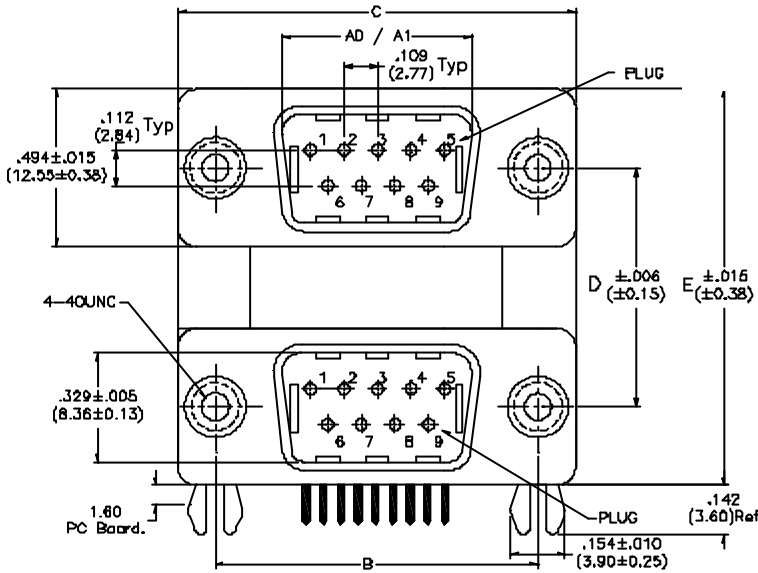 C
AD / A1
.109
(2.77) Typ
PLUG
.112
(2.84) Typ
1 2 3 4 5
.494±.015
(12.55±0.38)
6 7 8 9
D ±.006
(±0.15)
E ±.015
(±0.38)
4-40UNC
1 2 3 4 5
.329±.005
(8.36±0.13)
6 7 8 9
1.60
PC Board.
PLUG
.142
(3.60)Ref
.154±.010
(3.90±0.25)
B